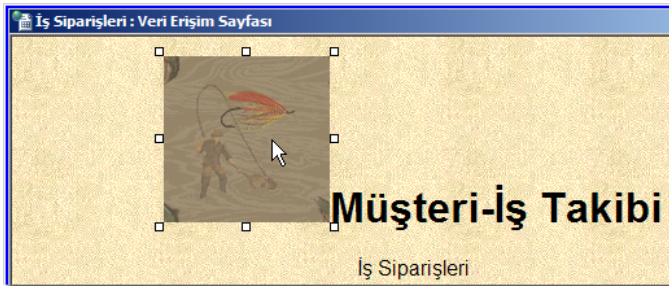 İş Siparişleri : Veri Erişim Sayfası
Müşteri-İş Takibi
İş Siparişleri